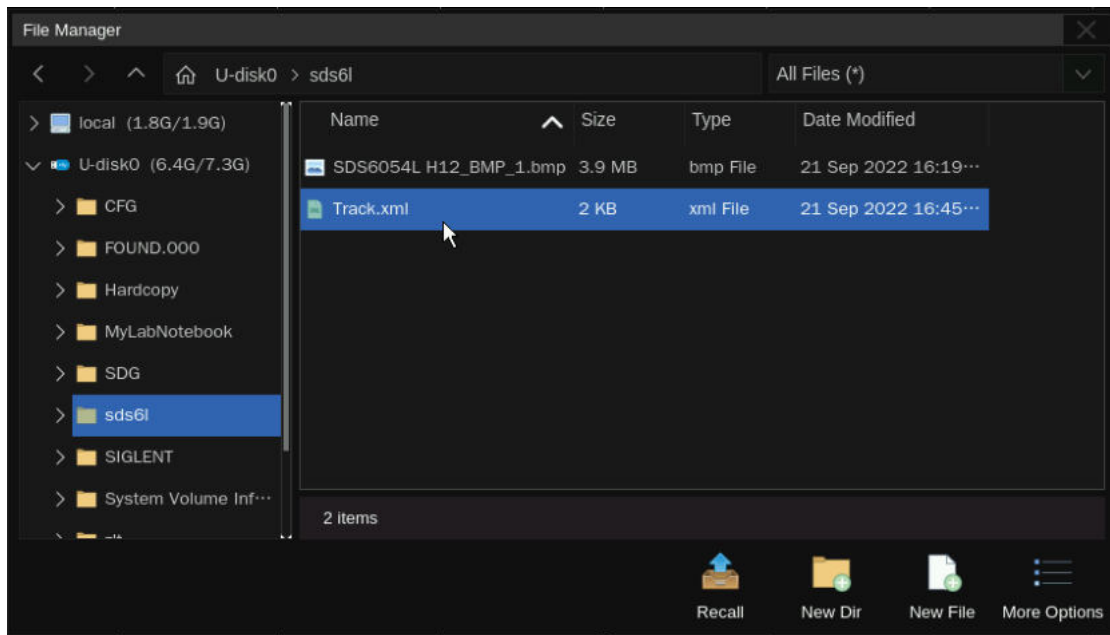 File Manager
U-disk0 > sds6l
All Files (*)
local (1.8G/1.9G)
U-disk0 (6.4G/7.3G)
CFG
FOUND.000
Hardcopy
MyLabNotebook
SDG
sds6l
SIGLENT
System Volume Inf···
Name Size Type Date Modified
SDS6054L H12_BMP_1.bmp 3.9 MB bmp File 21 Sep 2022 16:19···
Track.xml 2 KB xml File 21 Sep 2022 16:45···
2 items
Recall New Dir New File More Options